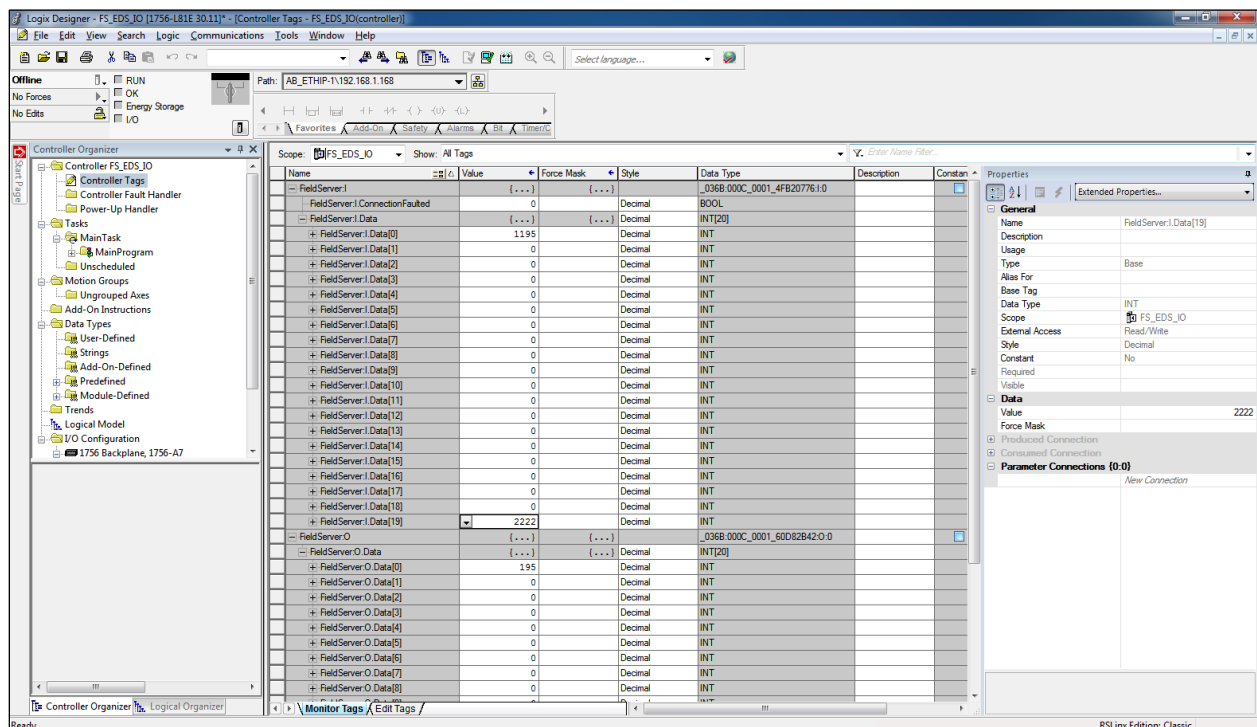 Logix Designer - FS_EDS_IO [1756-L81E 30.11]* - [Controller Tags - FS_EDS_IO(controller)]
File Edit View Search Logic Communications Tools Window Help
Select language...
Offline RUN
No Forces OK
No Edits Energy Storage
I/O
Path: AB_ETHIP-1\192.168.1.168
Favorites Add-On Safety Alarms Bit Timer/C
Start Page
Controller Organizer
Controller FS_EDS_IO
Controller Tags
Controller Fault Handler
Power-Up Handler
Tasks
MainTask
MainProgram
Unscheduled
Motion Groups
Ungrouped Axes
Add-On Instructions
Data Types
User-Defined
Strings
Add-On-Defined
Predefined
Module-Defined
Trends
Logical Model
I/O Configuration
1756 Backplane, 1756-A7
Controller Organizer Logical Organizer
Scope: FS_EDS_IO Show: All Tags Enter Name Filter...
Name Value Force Mask Style Data Type Description Constan
FieldServer:I {...} {...} _036B:000C_0001_4FB20776:I:0
FieldServer:I.ConnectionFaulted 0 Decimal BOOL
FieldServer:I.Data {...} {...} Decimal INT[20]
FieldServer:I.Data[0] 1195 Decimal INT
FieldServer:I.Data[1] 0 Decimal INT
FieldServer:I.Data[2] 0 Decimal INT
FieldServer:I.Data[3] 0 Decimal INT
FieldServer:I.Data[4] 0 Decimal INT
FieldServer:I.Data[5] 0 Decimal INT
FieldServer:I.Data[6] 0 Decimal INT
FieldServer:I.Data[7] 0 Decimal INT
FieldServer:I.Data[8] 0 Decimal INT
FieldServer:I.Data[9] 0 Decimal INT
FieldServer:I.Data[10] 0 Decimal INT
FieldServer:I.Data[11] 0 Decimal INT
FieldServer:I.Data[12] 0 Decimal INT
FieldServer:I.Data[13] 0 Decimal INT
FieldServer:I.Data[14] 0 Decimal INT
FieldServer:I.Data[15] 0 Decimal INT
FieldServer:I.Data[16] 0 Decimal INT
FieldServer:I.Data[17] 0 Decimal INT
FieldServer:I.Data[18] 0 Decimal INT
FieldServer:I.Data[19] 2222 Decimal INT
FieldServer:O {...} {...} _036B:000C_0001_60D82B42:O:0
FieldServer:O.Data {...} {...} Decimal INT[20]
FieldServer:O.Data[0] 195 Decimal INT
FieldServer:O.Data[1] 0 Decimal INT
FieldServer:O.Data[2] 0 Decimal INT
FieldServer:O.Data[3] 0 Decimal INT
FieldServer:O.Data[4] 0 Decimal INT
FieldServer:O.Data[5] 0 Decimal INT
FieldServer:O.Data[6] 0 Decimal INT
FieldServer:O.Data[7] 0 Decimal INT
FieldServer:O.Data[8] 0 Decimal INT
Monitor Tags Edit Tags
Properties
Extended Properties...
General
Name FieldServer:I.Data[19]
Description
Usage
Type Base
Alias For
Base Tag
Data Type INT
Scope FS_EDS_IO
External Access Read/Write
Style Decimal
Constant No
Required
Visible
Data
Value 2222
Force Mask
Produced Connection
Consumed Connection
Parameter Connections {0:0}
New Connection
Ready RSLinx Edition: Classic